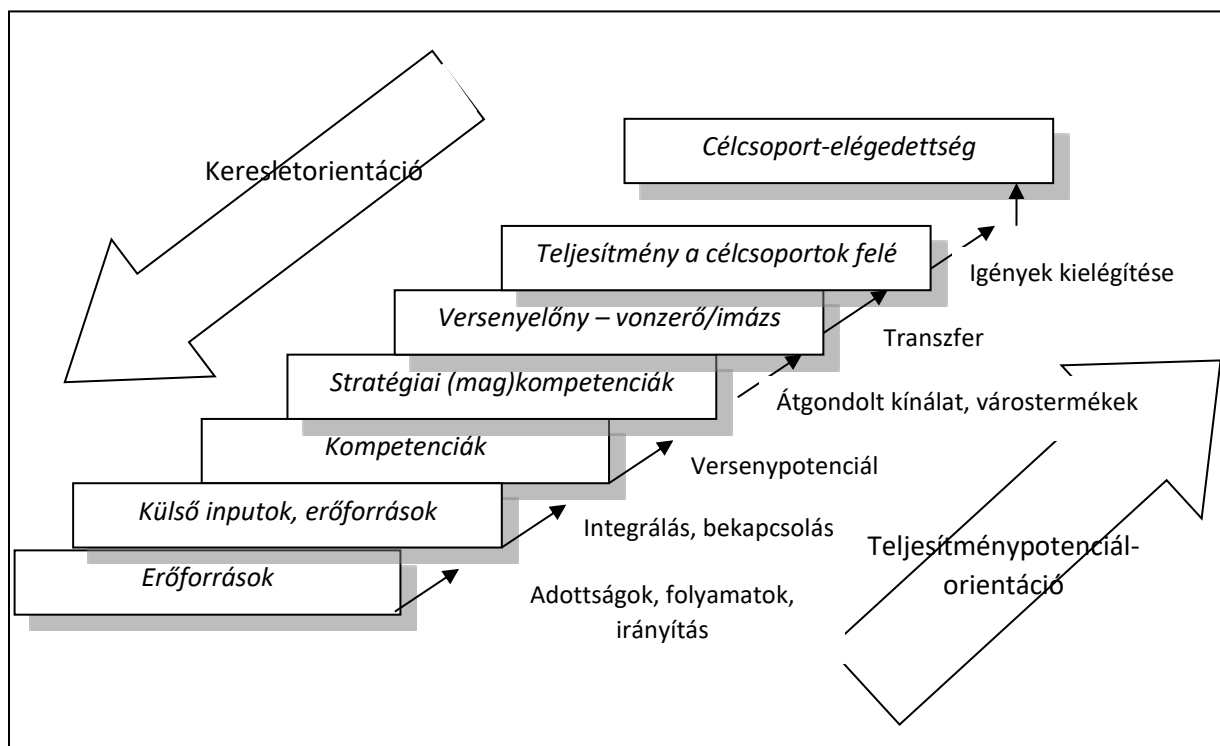 Célcsoport-elégedettség
Keresletorientáció
Teljesítmény a célcsoportok felé
Igények kielégítése
Versenyelőny – vonzerő/imázs
Transzfer
Stratégiai (mag)kompetenciák
Átgondolt kínálat, várostermékek
Kompetenciák
Versenypotenciál
Külső inputok, erőforrások
Integrálás, bekapcsolás
Teljesítménypotenciál-
orientáció
Erőforrások
Adottságok, folyamatok,
irányítás